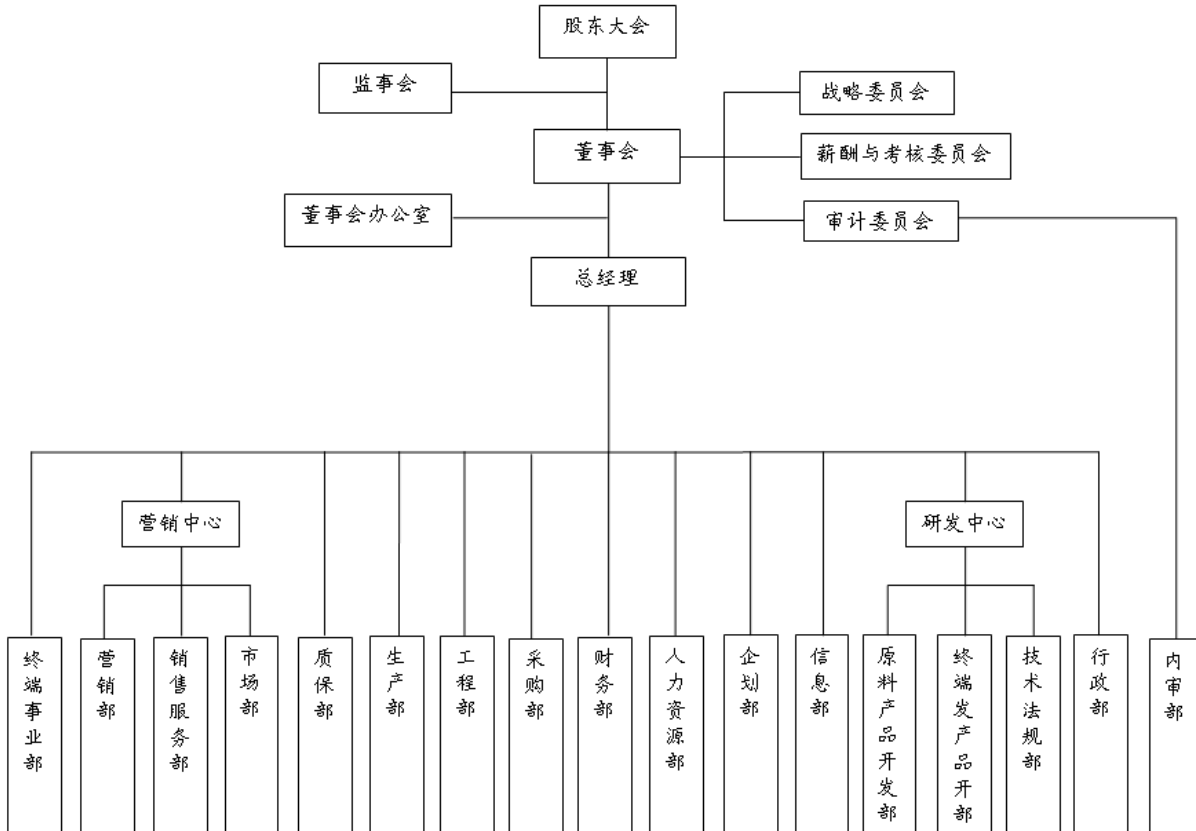 股东大会
监事会
战略委员会
董事会
薪酬与考核委员会
董事会办公室
审计委员会
总经理
营销中心
研发中心
终端事业部
营销部
销售服务部
市场部
质保部
生产部
工程部
采购部
财务部
人力资源部
企划部
信息部
原料产品开发部
终端发产品开部
技术法规部
行政部
内审部